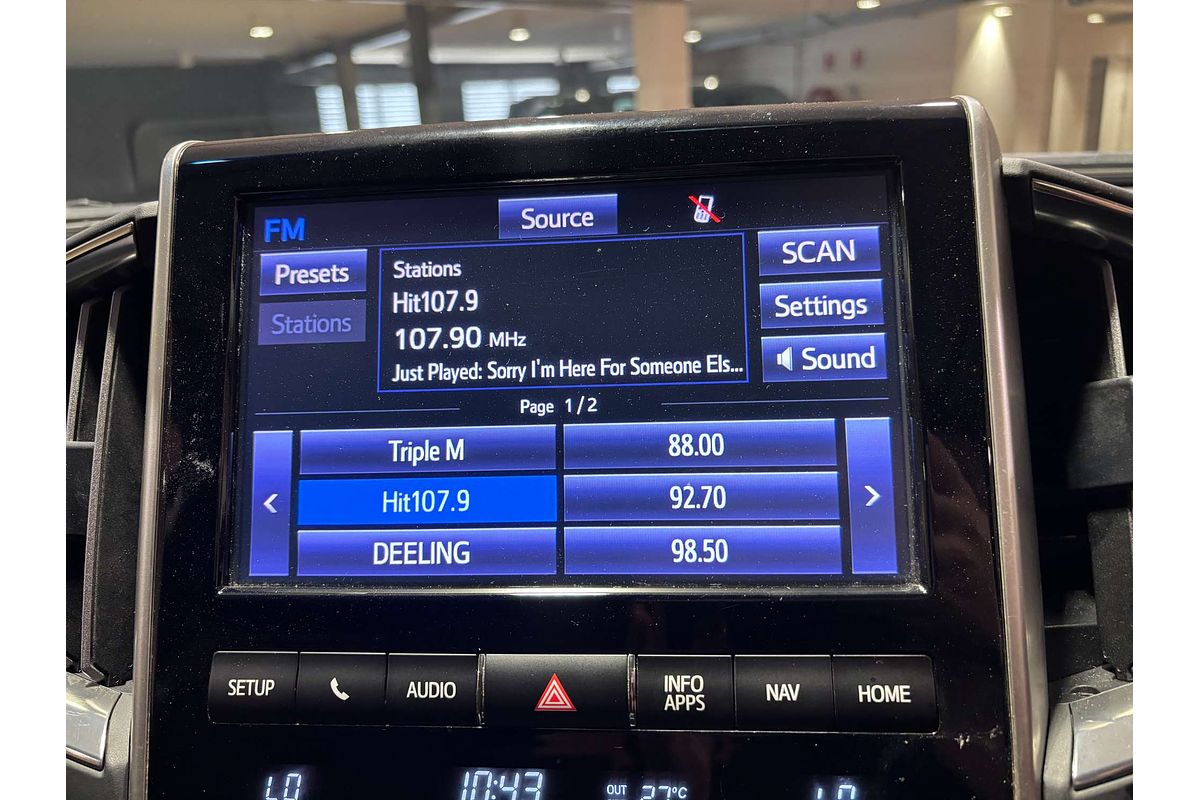 FM
Source
Presets
Stations
Stations
Hit107.9
107.90 MHz
Just Played: Sorry I'm Here For Someone Els...
SCAN
Settings
Sound
Page 1/2
<
Triple M
88.00
>
Hit107.9
92.70
DEELING
98.50
SETUP
AUDIO
INFO
APPS
NAV
HOME
LO
10:43
OUT 27°C
LO